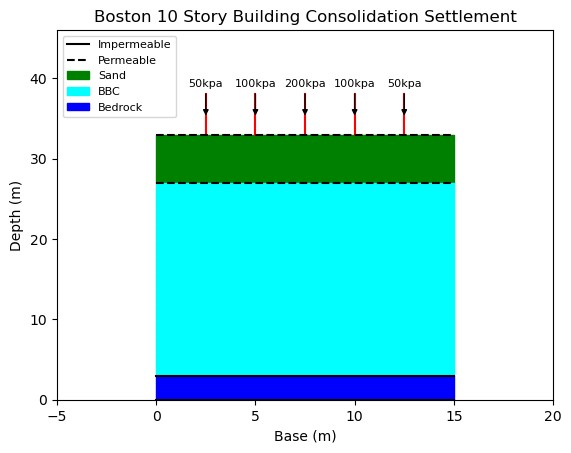 Boston 10 Story Building Consolidation Settlement
Impermeable
Permeable
Sand
BBC
Bedrock
50kpa 100kpa 200kpa 100kpa 50kpa
40
30
20
10
0
Depth (m)
−5 0 5 10 15 20
Base (m)